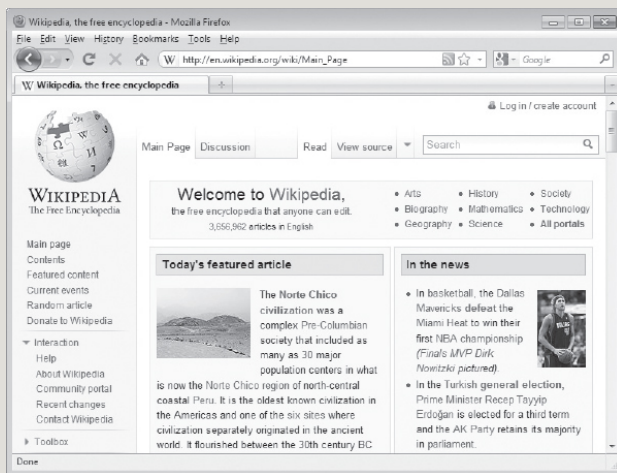 Wikipedia, the free encyclopedia - Mozilla Firefox
File Edit View History Bookmarks Tools Help
W http://en.wikipedia.org/wiki/Main_Page
Google
W Wikipedia, the free encyclopedia
Log in / create account
Main Page Discussion Read View source Search
WIKIPEDIA
The Free Encyclopedia
Main page
Contents
Featured content
Current events
Random article
Donate to Wikipedia
Interaction
Help
About Wikipedia
Community portal
Recent changes
Contact Wikipedia
Toolbox
Welcome to Wikipedia,
the free encyclopedia that anyone can edit.
3,656,962 articles in English
• Arts • History • Society
• Biography • Mathematics • Technology
• Geography • Science • All portals
Today's featured article
The Norte Chico
civilization was a
complex Pre-Columbian
society that included as
many as 30 major
population centers in what
is now the Norte Chico region of north-central
coastal Peru. It is the oldest known civilization in
the Americas and one of the six sites where
civilization separately originated in the ancient
world. It flourished between the 30th century BC
In the news
• In basketball, the Dallas
Mavericks defeat the
Miami Heat to win their
first NBA championship
(Finals MVP Dirk
Nowitzki pictured).
• In the Turkish general election,
Prime Minister Recep Tayyip
Erdoğan is elected for a third term
and the AK Party retains its majority
in parliament.
Done